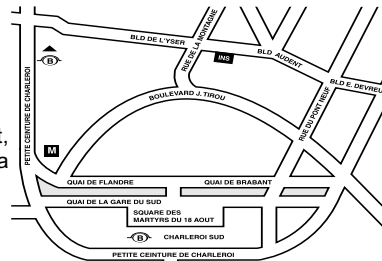 BLD DE L'YSER
RUE DE LA MONTAGNE
INS
BLD AUDENT
BLD E. DEVREU
B
PETITE CEINTURE DE CHARLEROI
BOULEVARD J. TIROU
RUE DU PONT NEUF
t,
a
M
QUAI DE FLANDRE
QUAI DE BRABANT
QUAI DE LA GARE DU SUD
SQUARE DES
MARTYRS DU 18 AOUT
B CHARLEROI SUD
PETITE CEINTURE DE CHARLEROI